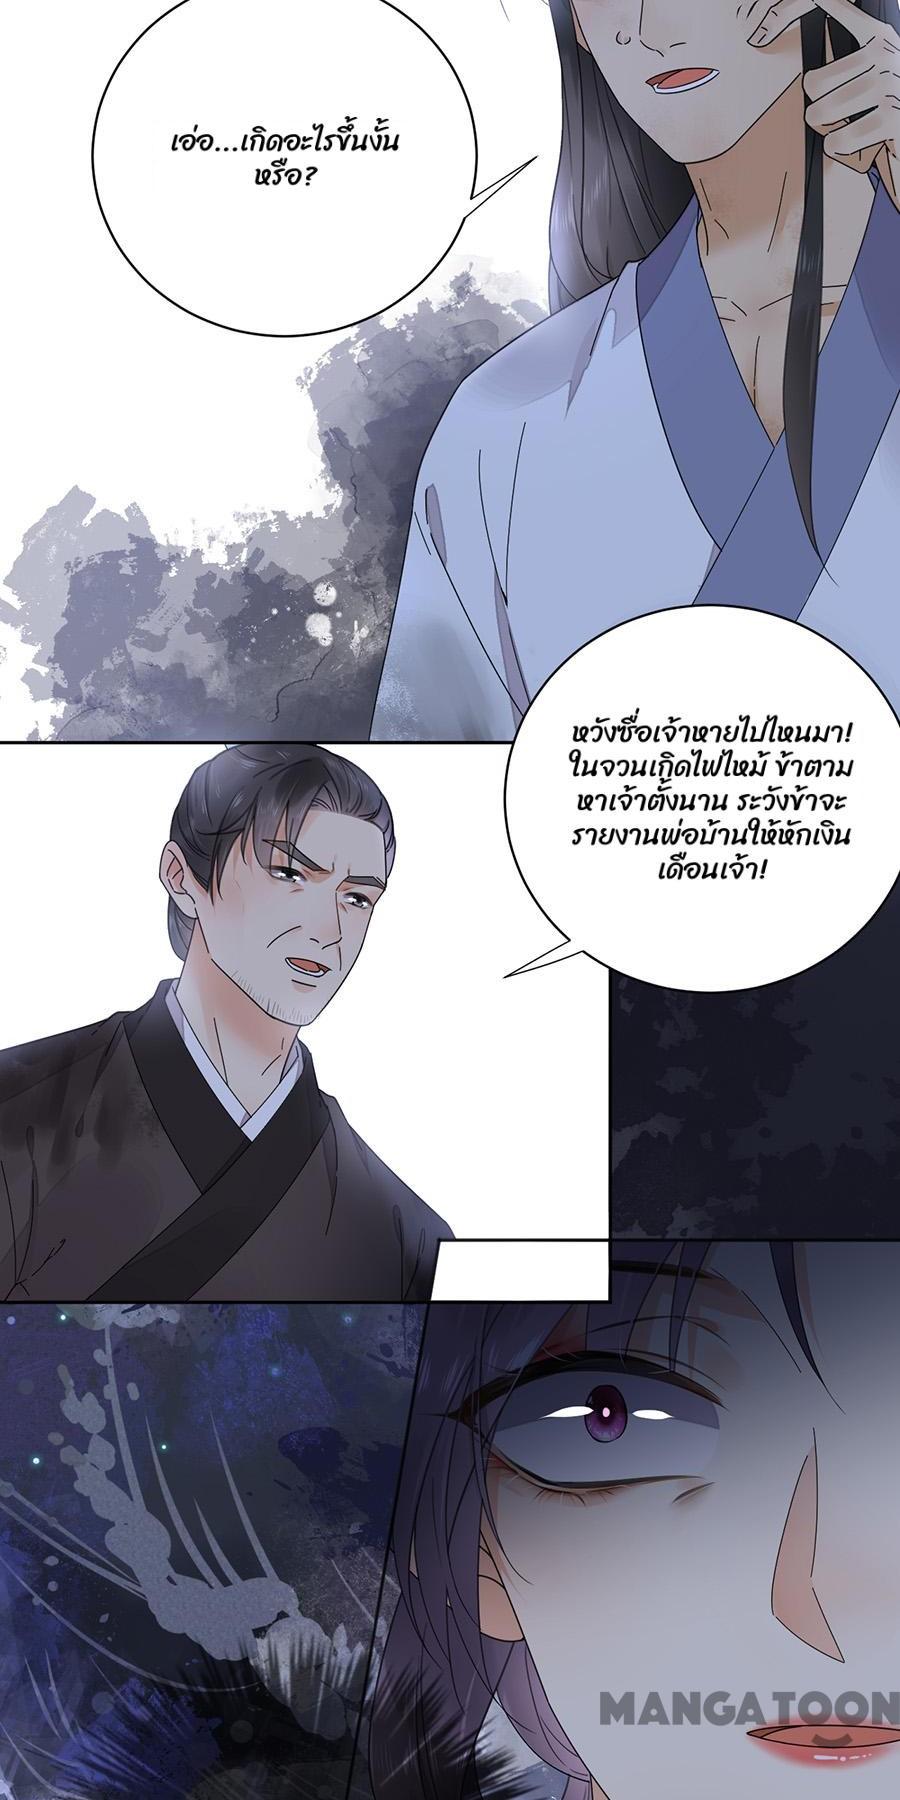 เอ่อ...เกิดอะไรขึ้นงั้น
หรือ?
หวังซื่อเจ้าหายไปไหนมา!
ในจวนเกิดไฟไหม้ ข้าตาม
หาเจ้าตั้งนาน ระวังข้าจะ
รายงานพ่อบ้านให้หักเงิน
เดือนเจ้า!
MANGATOON